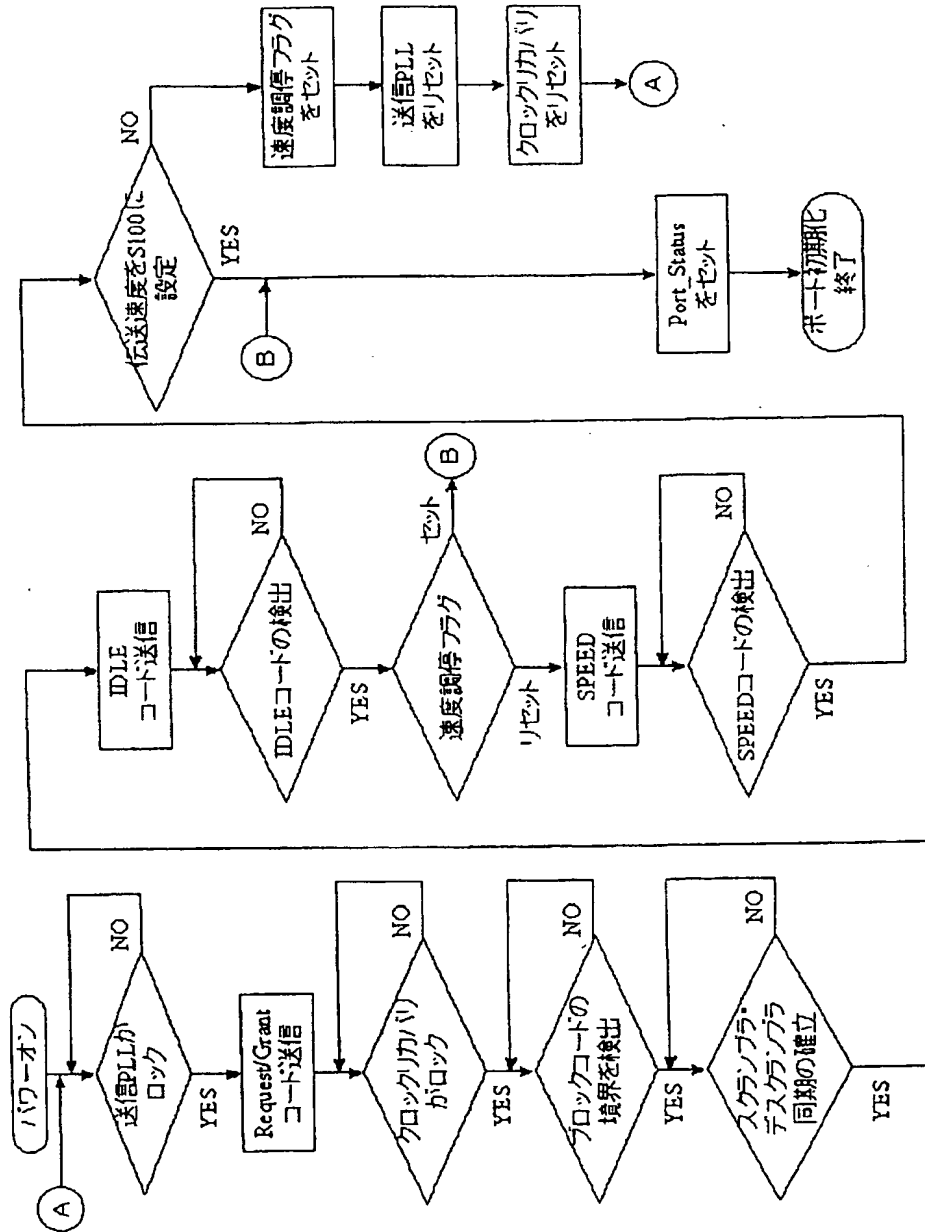 パワーオン
A
送信PLLが
ロック
NO
YES
Request/Grant
コード送信
クロックリカバリ
がロック
NO
YES
ブロックコードの
境界を検出
NO
YES
スクランブラ・
デスクランブラ
同期の確立
NO
YES
IDLE
コード送信
IDLEコードの検出
NO
YES
速度調停フラグ
セット
B
リセット
SPEED
コード送信
SPEEDコードの検出
NO
YES
伝送速度をS100に
設定
NO
YES
B
Port_Status
をセット
ポート初期化
終了
速度調停フラグ
をセット
送信PLL
をリセット
クロックリカバリ
をリセット
A